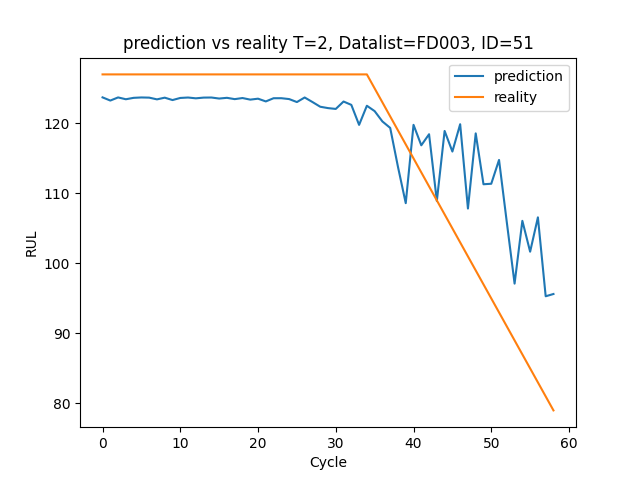 prediction vs reality T=2, Datalist=FD003, ID=51
prediction
reality
RUL
120
110
100
90
80
0 10 20 30 40 50 60
Cycle